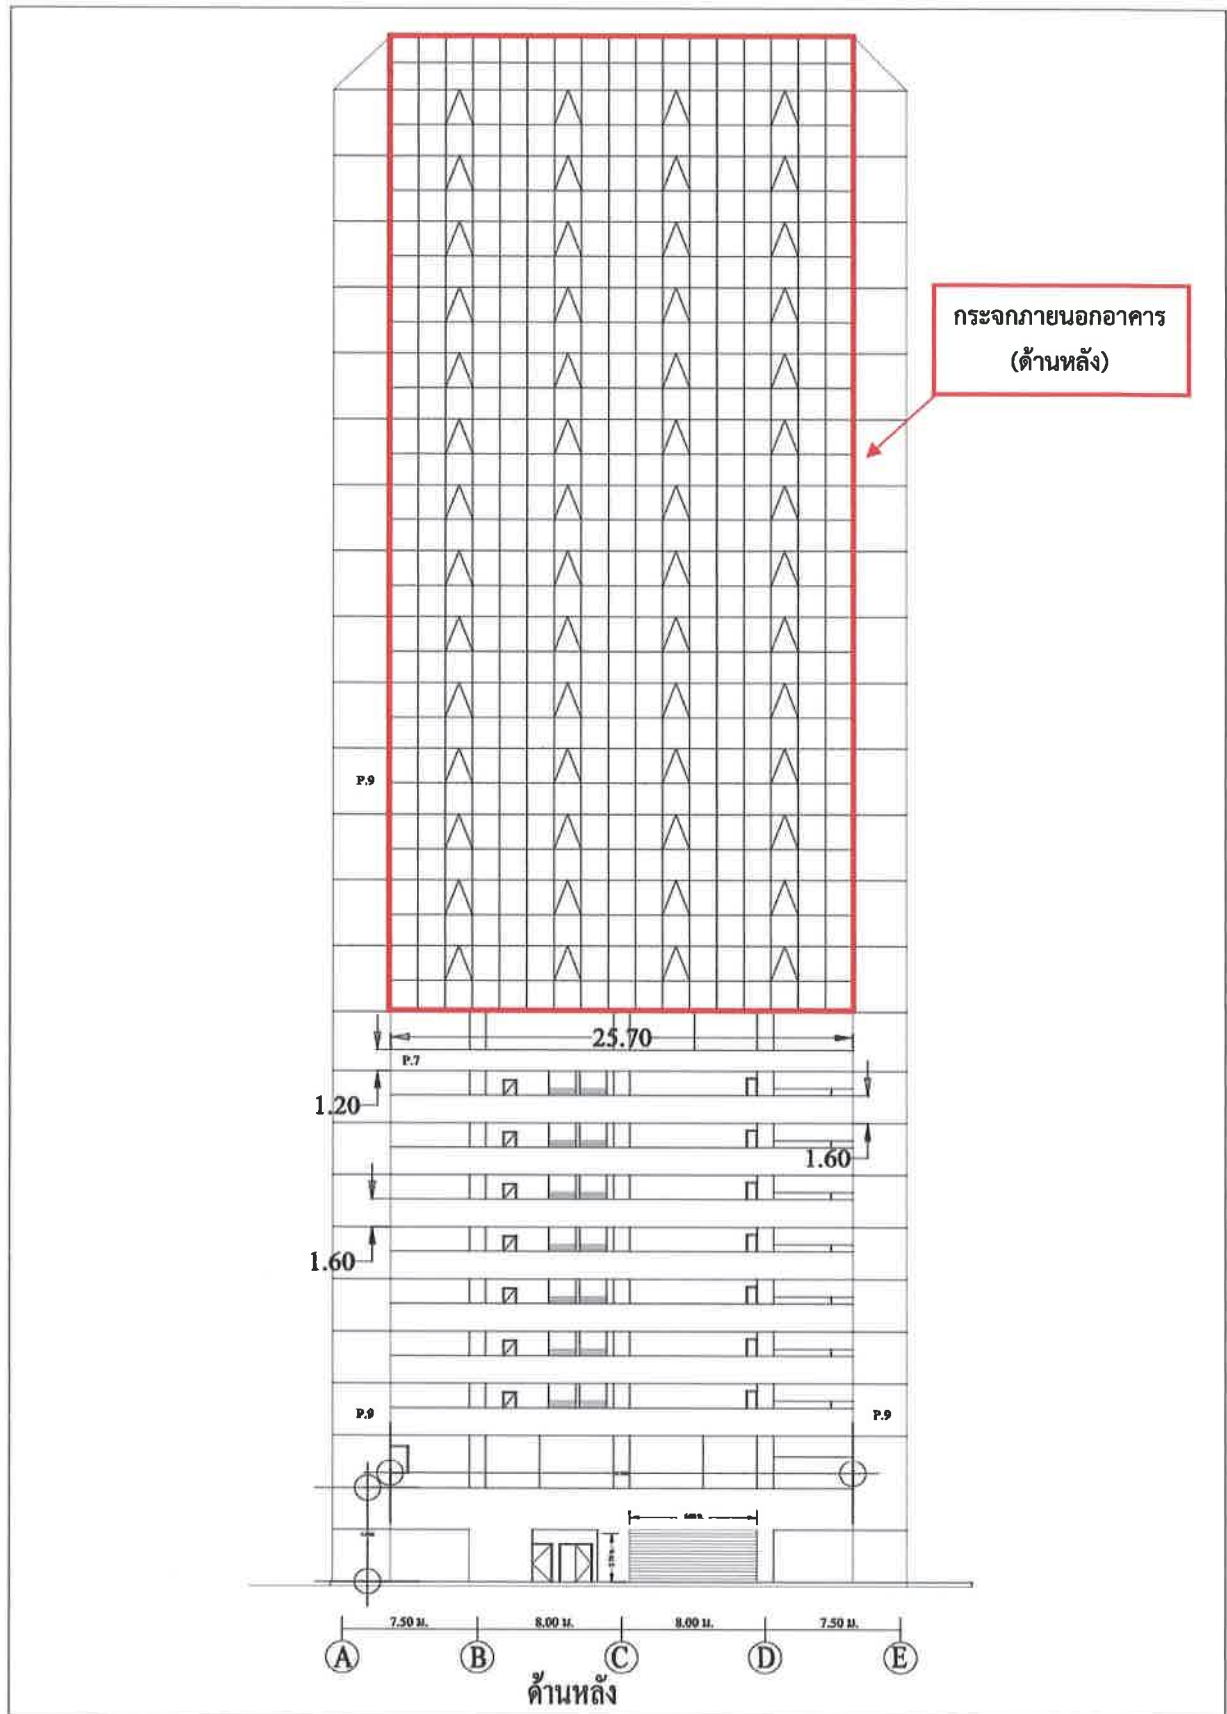 กระจกภายนอกอาคาร
(ด้านหลัง)
P.9
25.70
P.7
1.20
1.60
1.60
P.9
P.9
7.50 ม.
8.00 ม.
8.00 ม.
7.50 ม.
A
B
C
D
E
ด้านหลัง